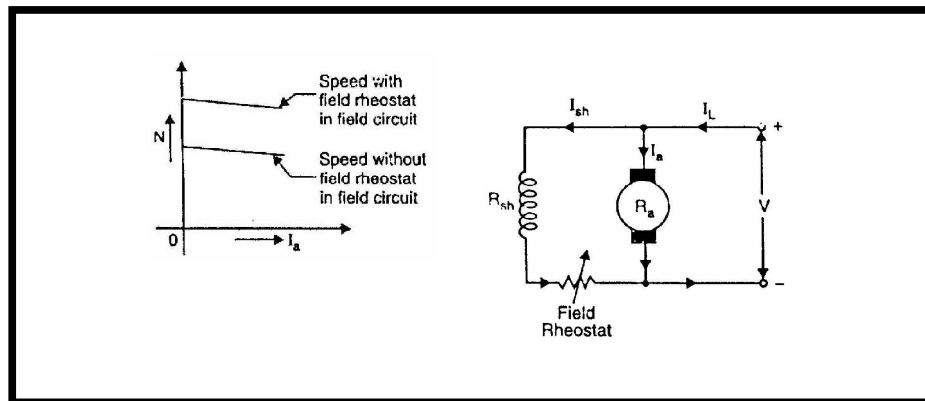 Speed with
field rheostat
in field circuit
N
Speed without
field rheostat
in field circuit
0
Ia
Ish
IL
+
Ia
Rsh
Ra
V
–
Field
Rheostat